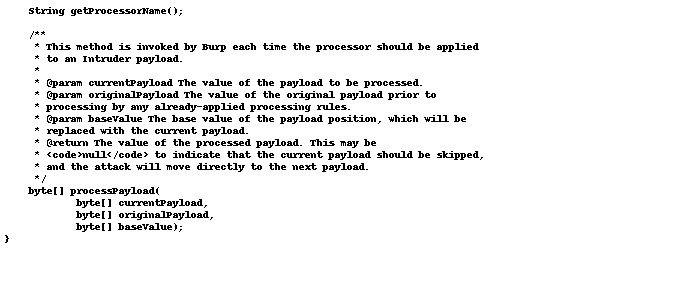 String getProcessorName();
/**
* This method is invoked by Burp each time the processor should be applied
* to an Intruder payload.
*
* @param currentPayload The value of the payload to be processed.
* @param originalPayload The value of the original payload prior to
* processing by any already-applied processing rules.
* @param baseValue The base value of the payload position, which will be
* replaced with the current payload.
* @return The value of the processed payload. This may be
* <code>null</code> to indicate that the current payload should be skipped,
* and the attack will move directly to the next payload.
*/
byte[] processPayload(
byte[] currentPayload,
byte[] originalPayload,
byte[] baseValue);
}